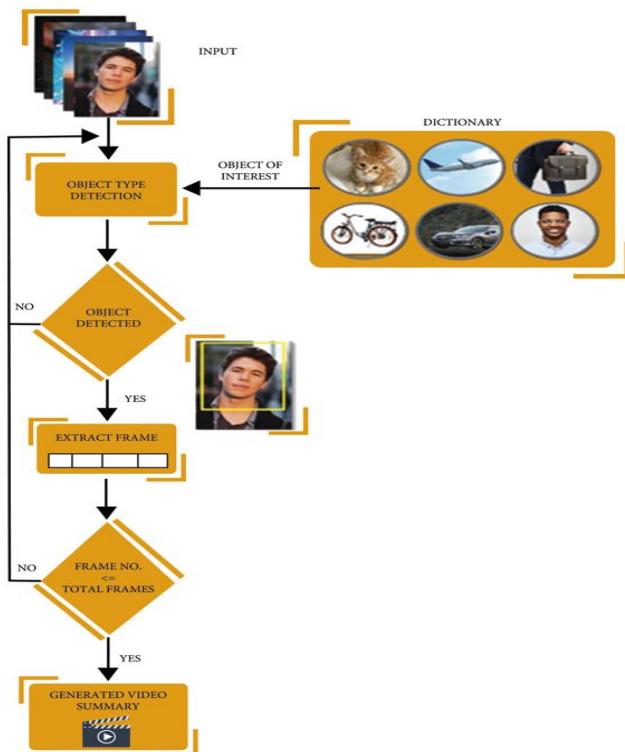 INPUT
DICTIONARY
OBJECT OF
INTEREST
OBJECT TYPE
DETECTION
NO
OBJECT
DETECTED
YES
EXTRACT FRAME
NO
FRAME NO.
<=
TOTAL FRAMES
YES
GENERATED VIDEO
SUMMARY